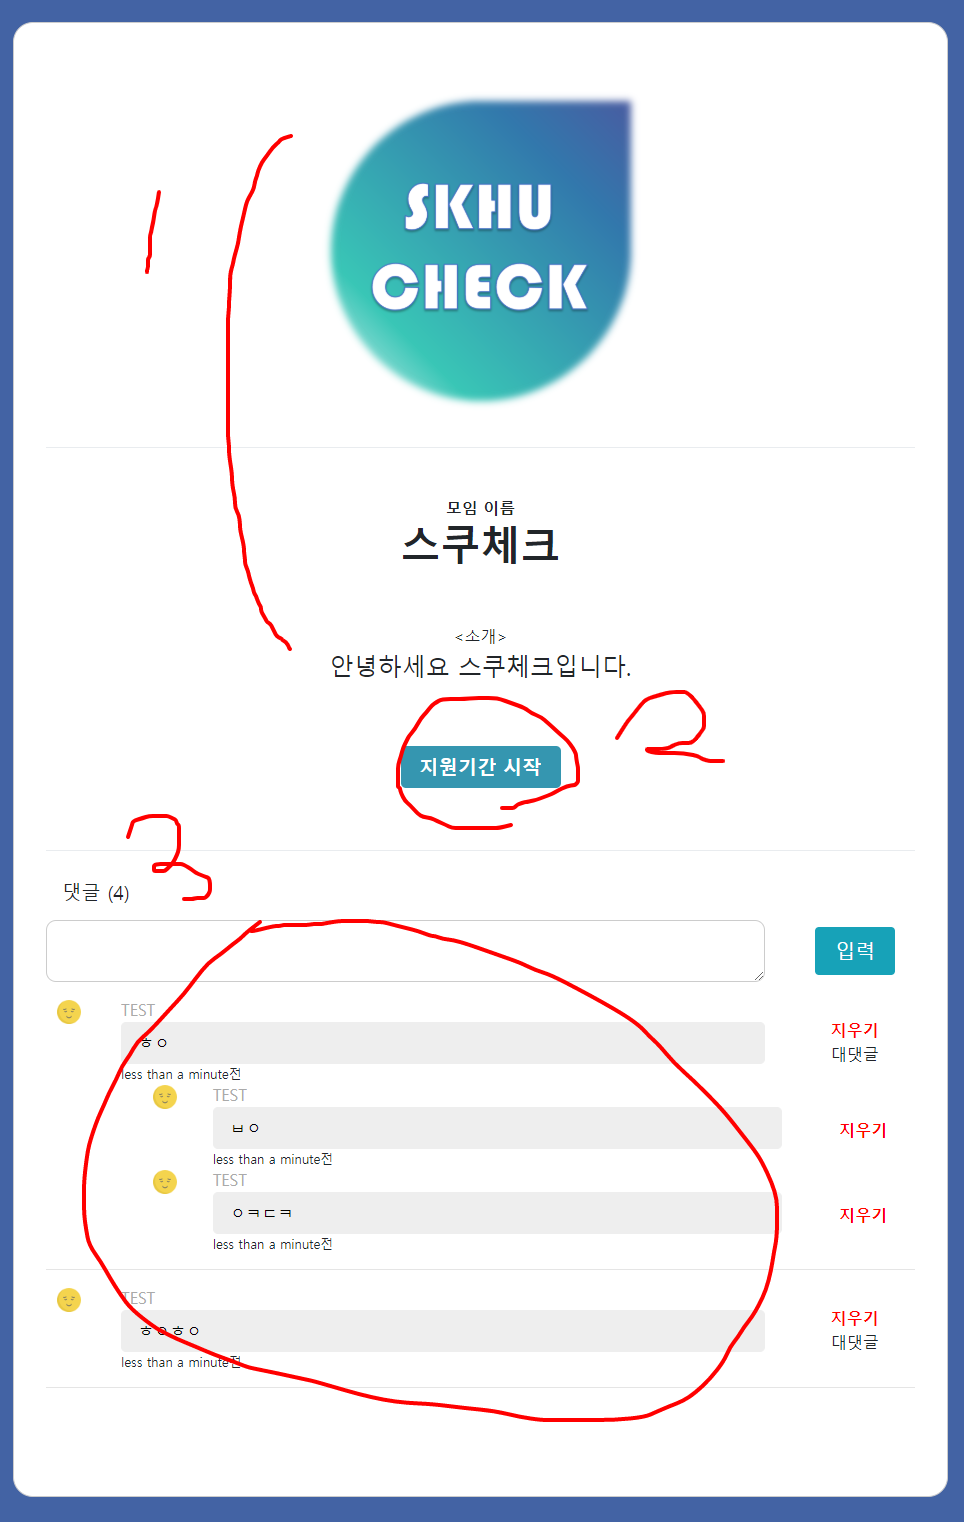 1
SKHU
CHECK
모임 이름
스쿠체크
<소개>
안녕하세요 스쿠체크입니다.
2
지원기간 시작
3
댓글 (4)
입력
TEST
ㅎㅇ
지우기
대댓글
less than a minute전
TEST
ㅂㅇ
지우기
less than a minute전
TEST
ㅇㅋㄷㅋ
지우기
less than a minute전
TEST
ㅎㅇㅎㅇ
지우기
대댓글
less than a minute전